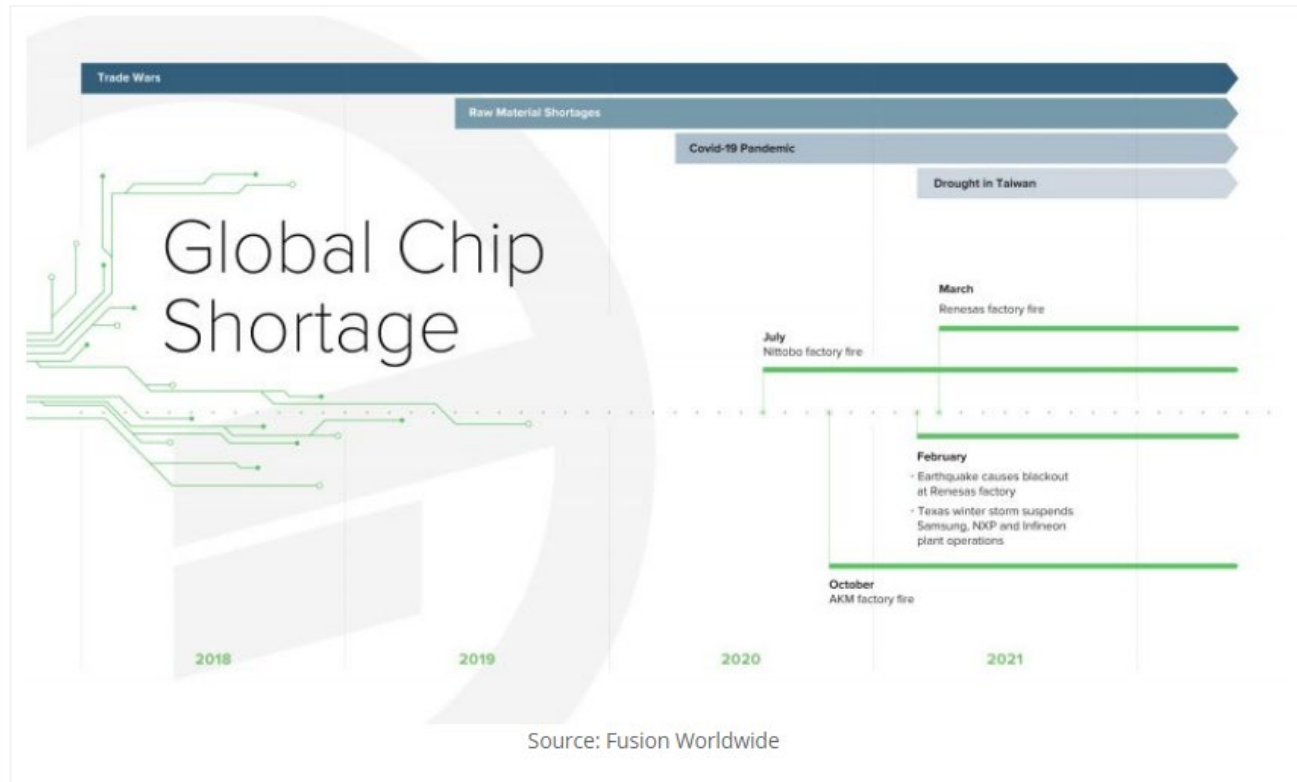 Trade Wars
Raw Material Shortages
Covid-19 Pandemic
Drought in Taiwan
Global Chip
Shortage
March
Renesas factory fire
July
Nittobo factory fire
February
• Earthquake causes blackout
at Renesas factory
• Texas winter storm suspends
Samsung, NXP and Infineon
plant operations
October
AKM factory fire
2018
2019
2020
2021
Source: Fusion Worldwide